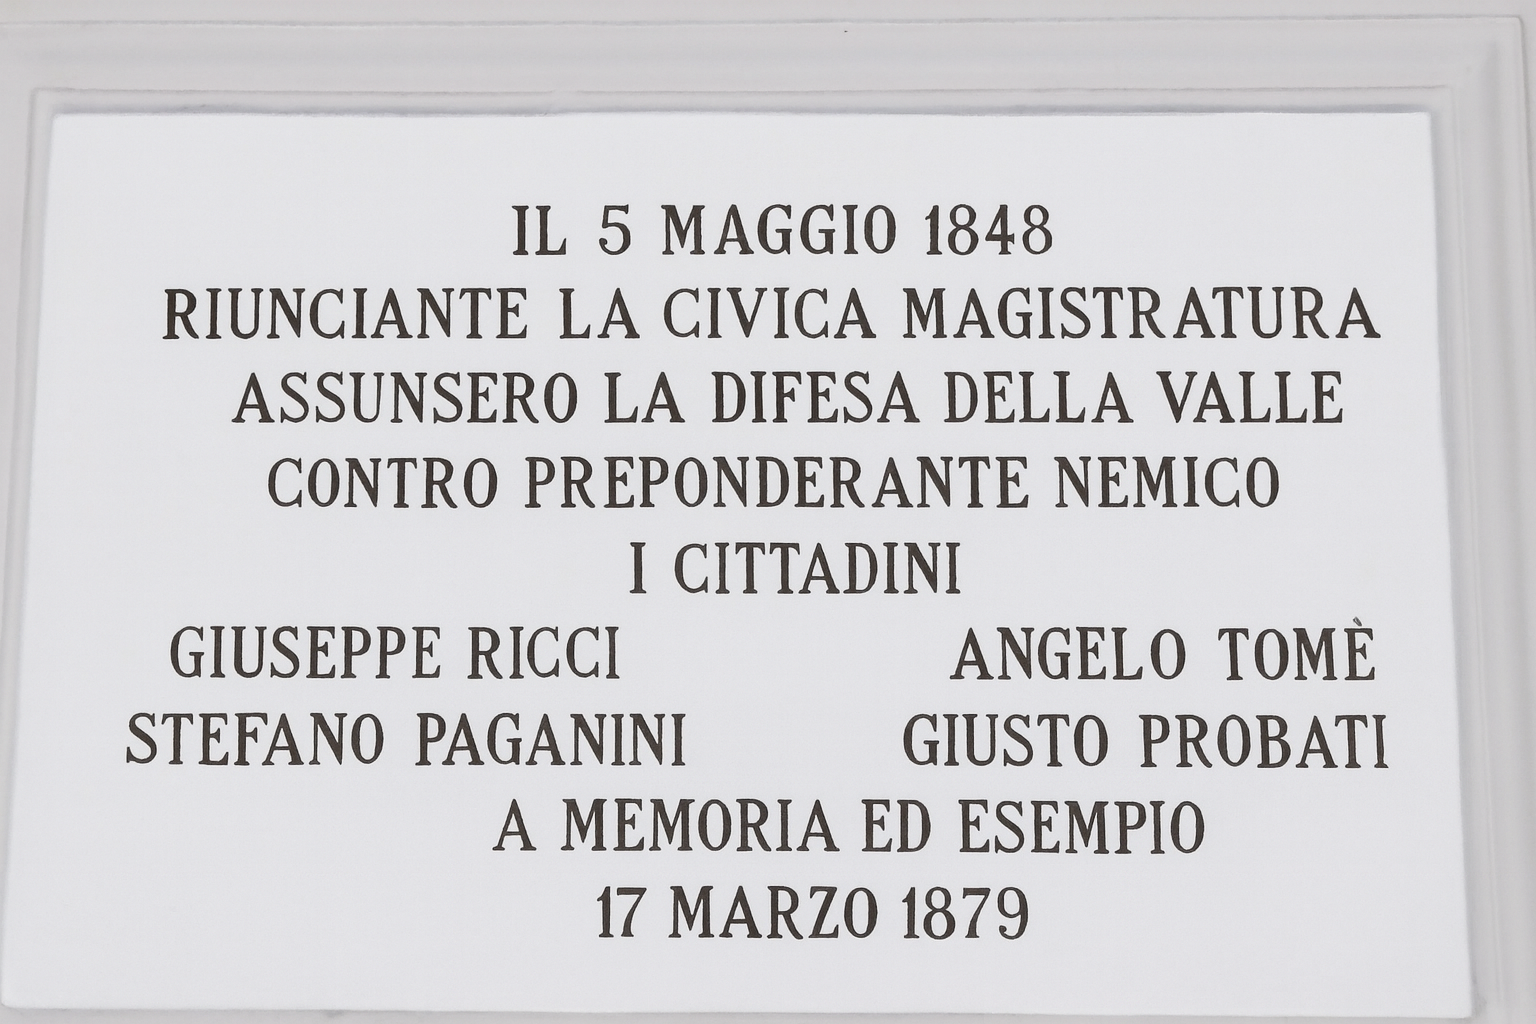 IL 5 MAGGIO 1848
RIUNCIANTE LA CIVICA MAGISTRATURA
ASSUNSERO LA DIFESA DELLA VALLE
CONTRO PREPONDERANTE NEMICO
I CITTADINI
GIUSEPPE RICCI ANGELO TOMÈ
STEFANO PAGANINI GIUSTO PROBATI
A MEMORIA ED ESEMPIO
17 MARZO 1879